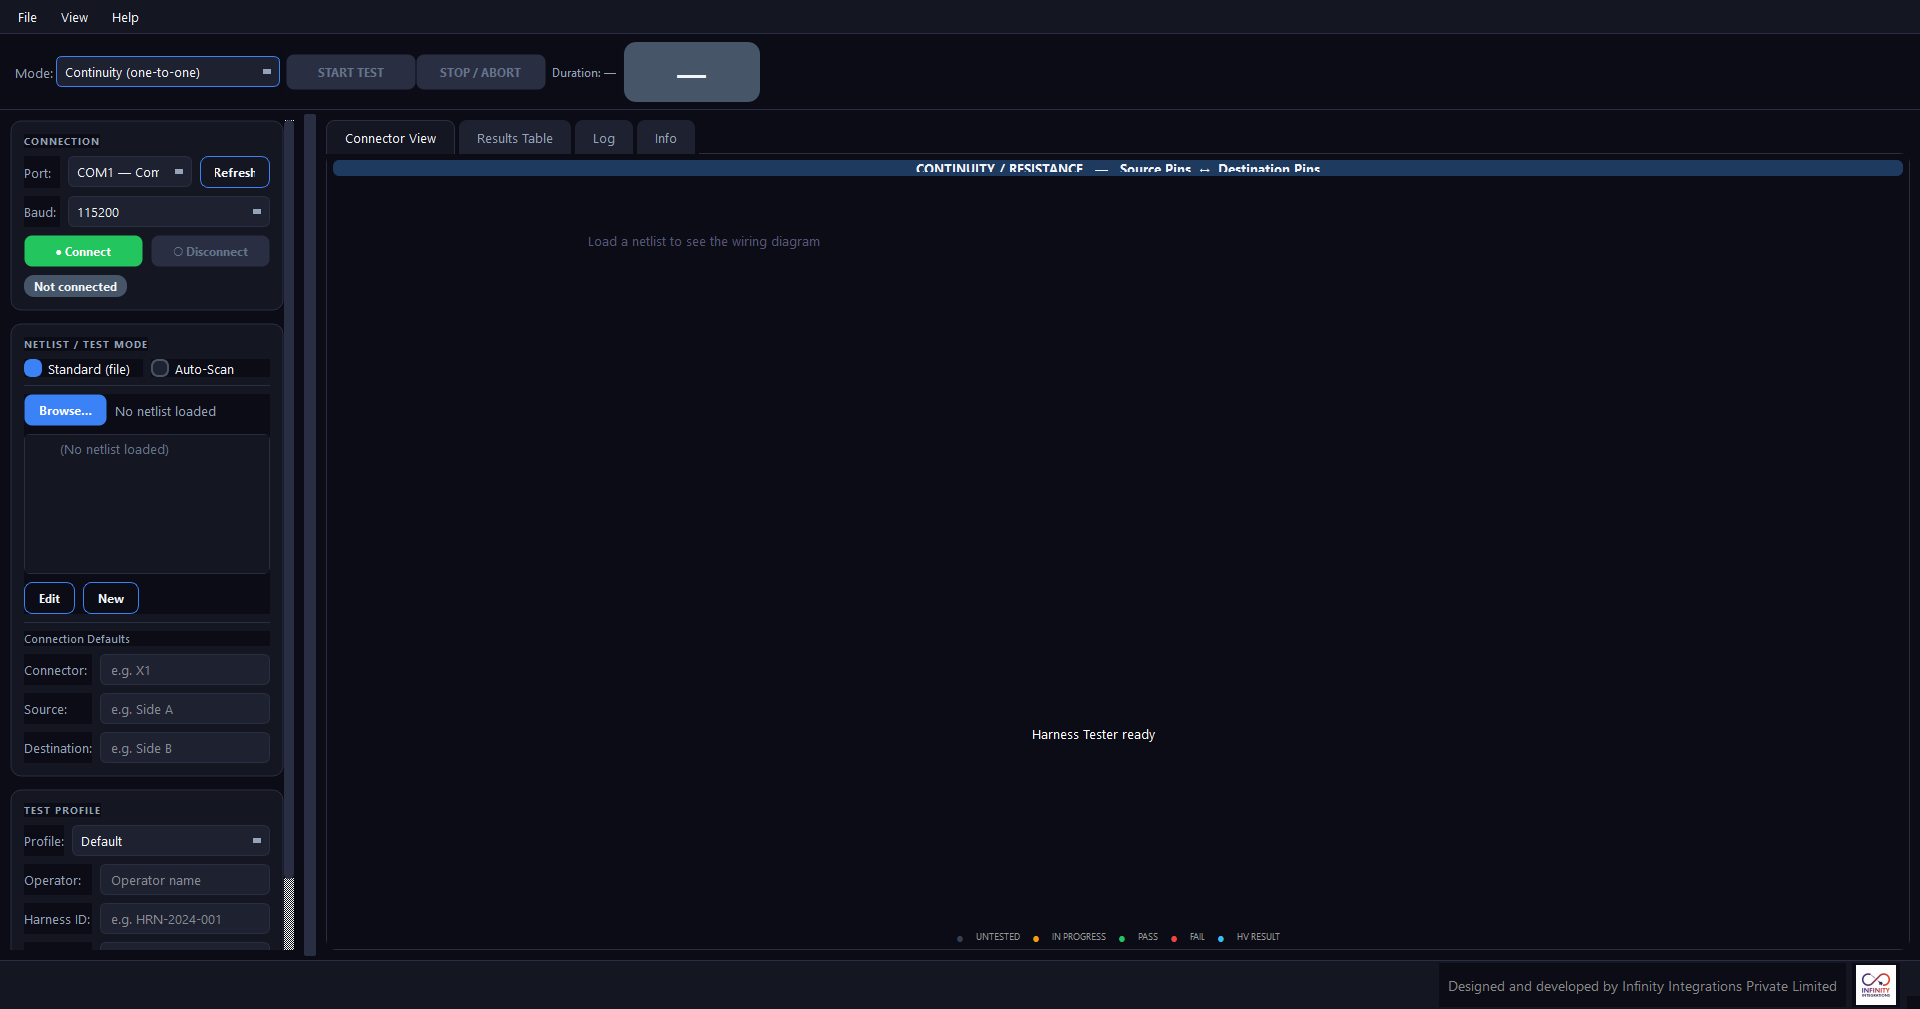 File View Help
Mode: Continuity (one-to-one) START TEST STOP / ABORT Duration: — —
CONNECTION
Port: COM1 — Com Refresh
Baud: 115200
Connect Disconnect
Not connected
NETLIST / TEST MODE
Standard (file) Auto-Scan
Browse... No netlist loaded
(No netlist loaded)
Edit New
Connection Defaults
Connector: e.g. X1
Source: e.g. Side A
Destination: e.g. Side B
TEST PROFILE
Profile: Default
Operator: Operator name
Harness ID: e.g. HRN-2024-001
Connector View Results Table Log Info
CONTINUITY / RESISTANCE — Source Pins ↔ Destination Pins
Load a netlist to see the wiring diagram
Harness Tester ready
UNTESTED IN PROGRESS PASS FAIL HV RESULT
Designed and developed by Infinity Integrations Private Limited
INFINITY
INTEGRATIONS